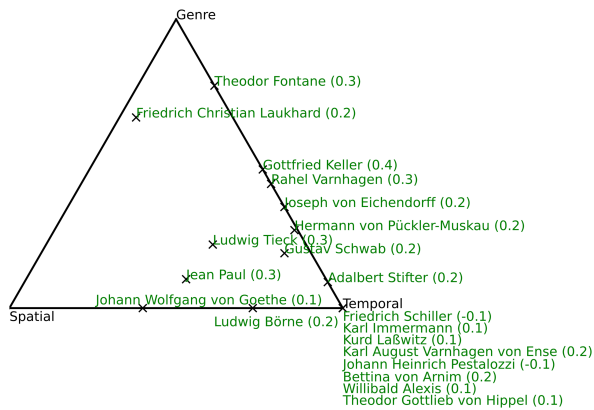 Genre
Theodor Fontane (0.3)
Friedrich Christian Laukhard (0.2)
Gottfried Keller (0.4)
Rahel Varnhagen (0.3)
Joseph von Eichendorff (0.2)
Hermann von Pückler-Muskau (0.2)
Ludwig Tieck (0.3)
Gustav Schwab (0.2)
Jean Paul (0.3)
Adalbert Stifter (0.2)
Johann Wolfgang von Goethe (0.1)
Temporal
Spatial
Ludwig Börne (0.2)
Friedrich Schiller (-0.1)
Karl Immermann (0.1)
Kurd Laßwitz (0.1)
Karl August Varnhagen von Ense (0.2)
Johann Heinrich Pestalozzi (-0.1)
Bettina von Arnim (0.2)
Willibald Alexis (0.1)
Theodor Gottlieb von Hippel (0.1)